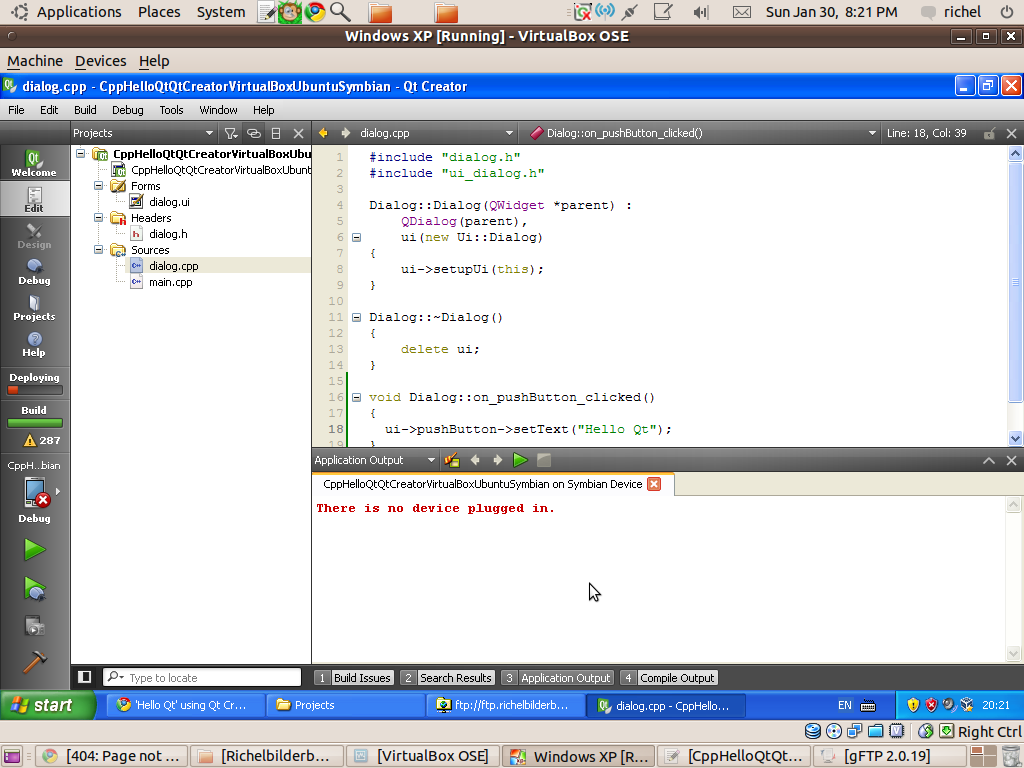 Applications Places System Sun Jan 30, 8:21 PM richel
Windows XP [Running] - VirtualBox OSE
Machine Devices Help
dialog.cpp - CppHelloQtQtCreatorVirtualBoxUbuntuSymbian - Qt Creator
File Edit Build Debug Tools Window Help
Projects dialog.cpp Dialog::on_pushButton_clicked() Line: 18, Col: 39
Welcome
Edit
Design
Debug
Projects
Help
Deploying
Build
287
CppH..bian
Debug
CppHelloQtQtCreatorVirtualBoxUbu
CppHelloQtQtCreatorVirtualBoxUbunt
Forms
dialog.ui
Headers
dialog.h
Sources
dialog.cpp
main.cpp
1 #include "dialog.h"
2 #include "ui_dialog.h"
3
4 Dialog::Dialog(QWidget *parent) :
5 QDialog(parent),
6 ui(new Ui::Dialog)
7 {
8 ui->setupUi(this);
9 }
10
11 Dialog::~Dialog()
12 {
13 delete ui;
14 }
15
16 void Dialog::on_pushButton_clicked()
17 {
18 ui->pushButton->setText("Hello Qt");
19 }
Application Output
CppHelloQtQtCreatorVirtualBoxUbuntuSymbian on Symbian Device
There is no device plugged in.
Type to locate 1 Build Issues 2 Search Results 3 Application Output 4 Compile Output
start 'Hello Qt' using Qt Cr... Projects ftp://ftp.richelbilderb... dialog.cpp - CppHello... EN 20:21
Right Ctrl
[404: Page not ... [Richelbilderb... [VirtualBox OSE] Windows XP [R... [CppHelloQtQt... [gFTP 2.0.19]